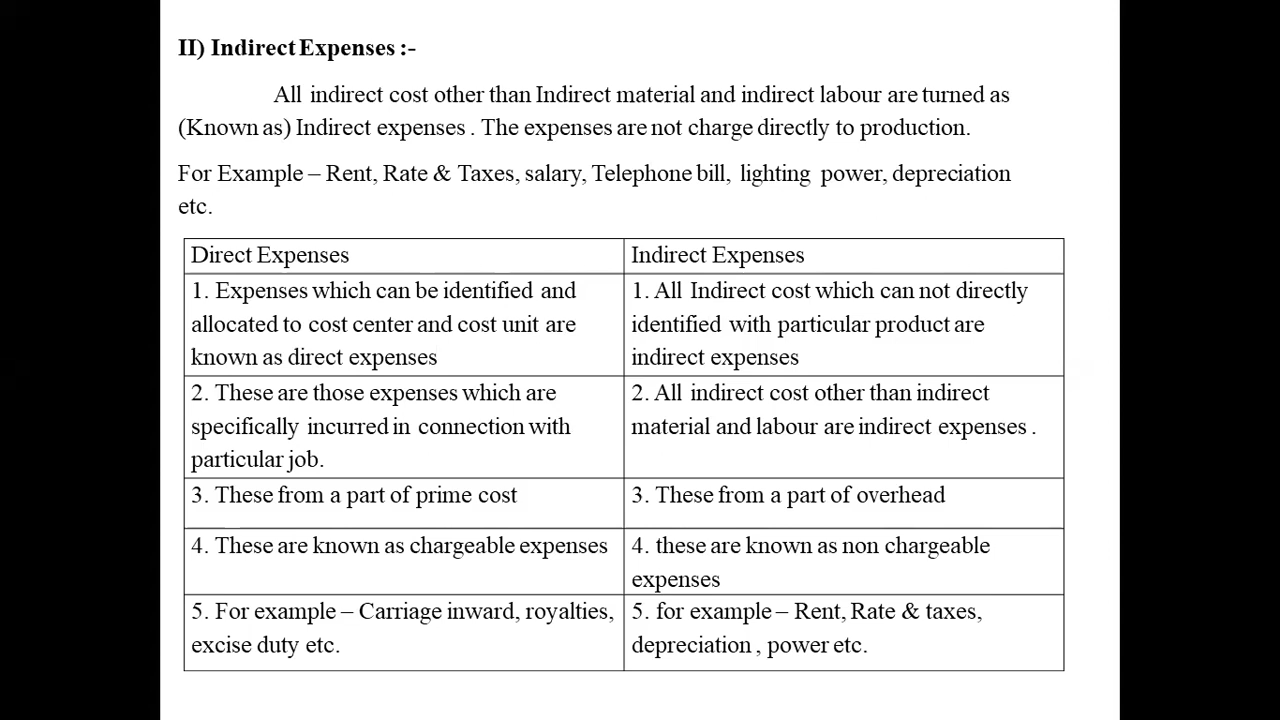 II) Indirect Expenses :-
All indirect cost other than Indirect material and indirect labour are turned as
(Known as) Indirect expenses . The expenses are not charge directly to production.
For Example – Rent, Rate & Taxes, salary, Telephone bill, lighting power, depreciation
etc.
Direct Expenses
Indirect Expenses
1. Expenses which can be identified and
allocated to cost center and cost unit are
known as direct expenses
1. All Indirect cost which can not directly
identified with particular product are
indirect expenses
2. These are those expenses which are
specifically incurred in connection with
particular job.
2. All indirect cost other than indirect
material and labour are indirect expenses .
3. These from a part of prime cost
3. These from a part of overhead
4. These are known as chargeable expenses
4. these are known as non chargeable
expenses
5. For example – Carriage inward, royalties,
excise duty etc.
5. for example – Rent, Rate & taxes,
depreciation , power etc.